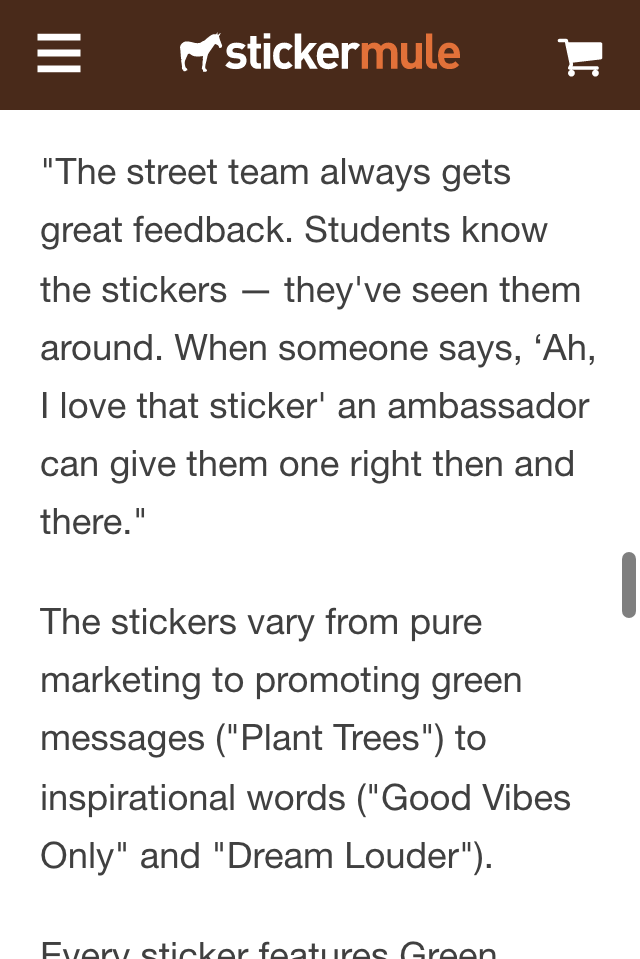 stickermule
"The street team always gets
great feedback. Students know
the stickers — they've seen them
around. When someone says, ‘Ah,
I love that sticker' an ambassador
can give them one right then and
there."
The stickers vary from pure
marketing to promoting green
messages ("Plant Trees") to
inspirational words ("Good Vibes
Only" and "Dream Louder").
Every sticker features Green